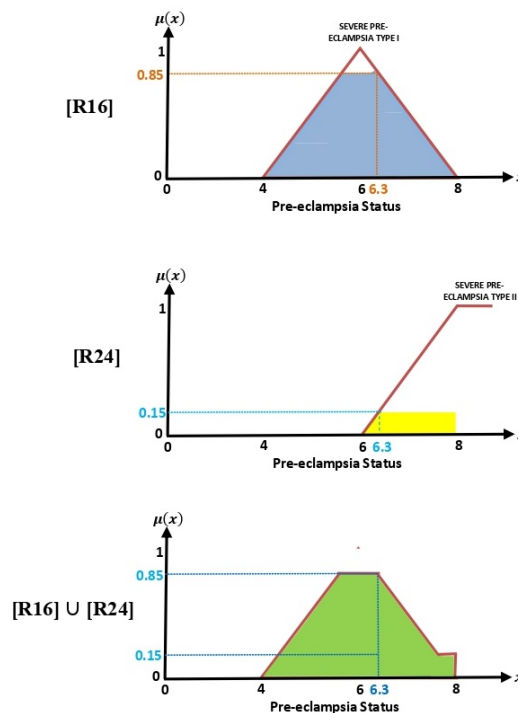 μ(x)
SEVERE PRE-
ECLAMPSIA TYPE I
1
0.85
[R16]
0
0 4 6 6.3 8
Pre-eclampsia Status
μ(x)
SEVERE PRE-
ECLAMPSIA TYPE II
1
[R24]
0.15
0
0 4 6 6.3 8
Pre-eclampsia Status
μ(x)
1
0.85
[R16] ∪ [R24]
0.15
0
0 4 6 6.3 8
Pre-eclampsia Status